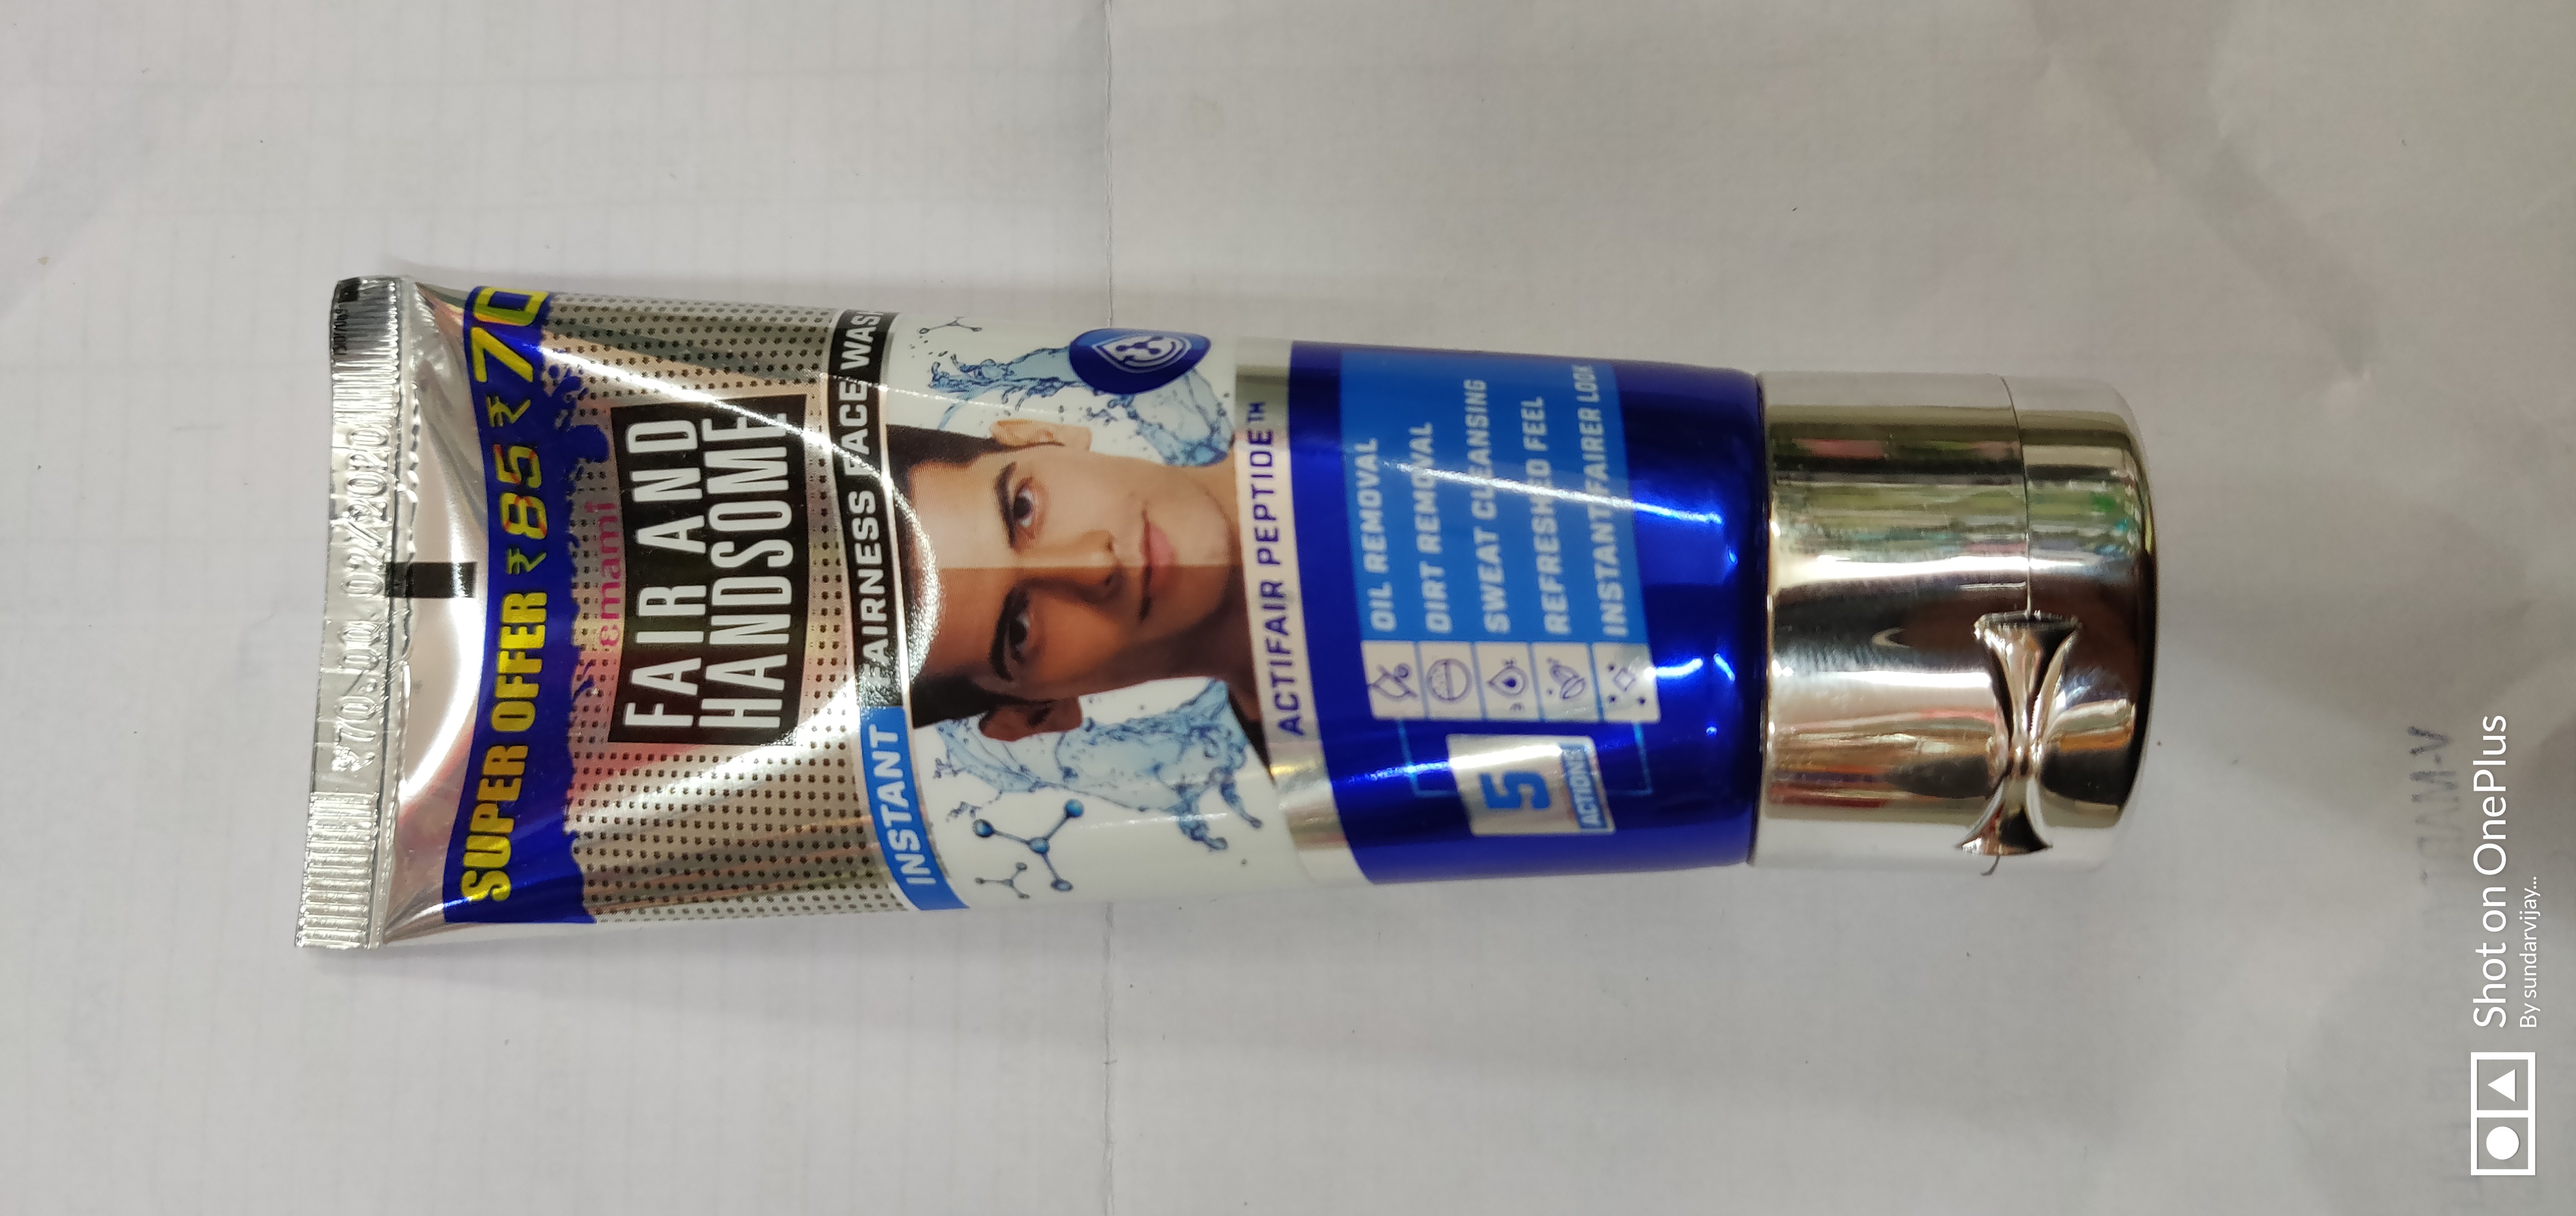 ₹70.00 02/2020
SUPER OFFER ₹85 ₹70
emami
FAIR AND
HANDSOME
INSTANT FAIRNESS FACE WASH
ACTIFAIR PEPTIDE™
5
ACTIONS
OIL REMOVAL
DIRT REMOVAL
SWEAT CLEANSING
REFRESHED FEEL
INSTANT FAIRER LOOK
V-MART
Shot on OnePlus
By sundarvijay...